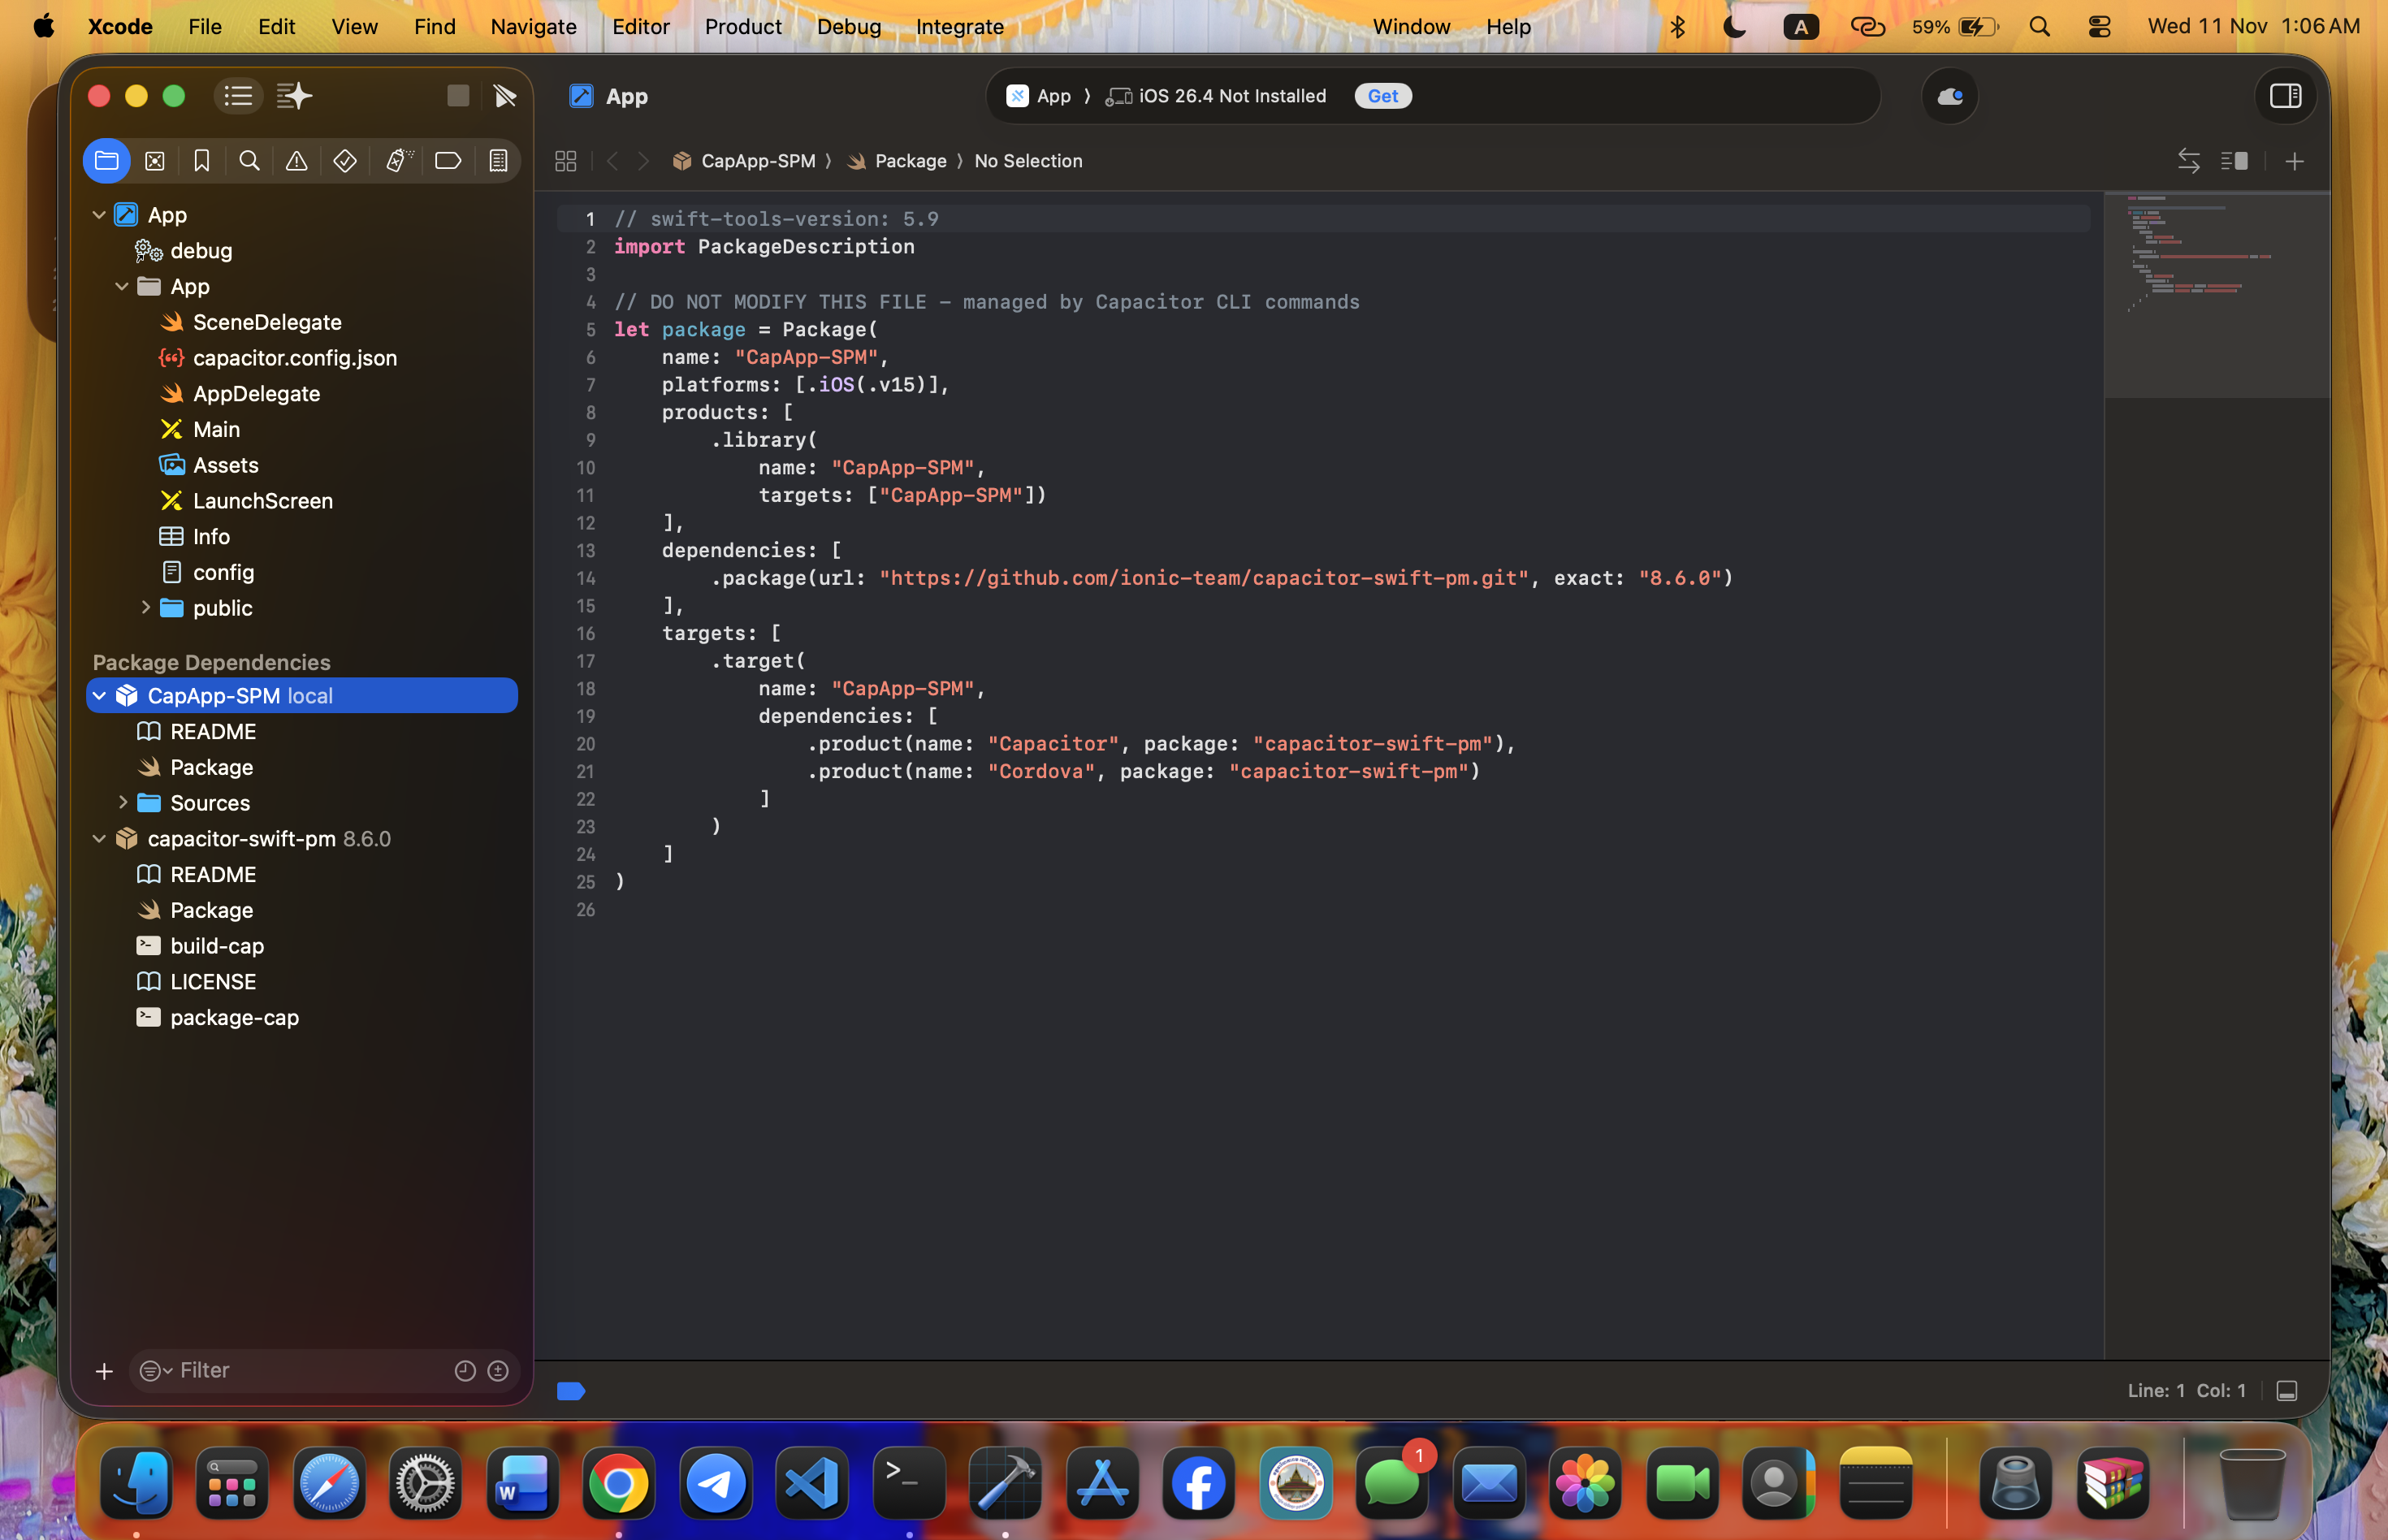 Xcode File Edit View Find Navigate Editor Product Debug Integrate Window Help A 59% Wed 11 Nov 1:06 AM
App
App ⟩ iOS 26.4 Not Installed Get
CapApp-SPM ⟩ Package ⟩ No Selection
App
debug
App
SceneDelegate
capacitor.config.json
AppDelegate
Main
Assets
LaunchScreen
Info
config
public
Package Dependencies
CapApp-SPM local
README
Package
Sources
capacitor-swift-pm 8.6.0
README
Package
build-cap
LICENSE
package-cap
Filter
1 // swift-tools-version: 5.9
2 import PackageDescription
3
4 // DO NOT MODIFY THIS FILE - managed by Capacitor CLI commands
5 let package = Package(
6     name: "CapApp-SPM",
7     platforms: [.iOS(.v15)],
8     products: [
9         .library(
10             name: "CapApp-SPM",
11             targets: ["CapApp-SPM"])
12     ],
13     dependencies: [
14         .package(url: "https://github.com/ionic-team/capacitor-swift-pm.git", exact: "8.6.0")
15     ],
16     targets: [
17         .target(
18             name: "CapApp-SPM",
19             dependencies: [
20                 .product(name: "Capacitor", package: "capacitor-swift-pm"),
21                 .product(name: "Cordova", package: "capacitor-swift-pm")
22             ]
23         )
24     ]
25 )
26
Line: 1 Col: 1
1